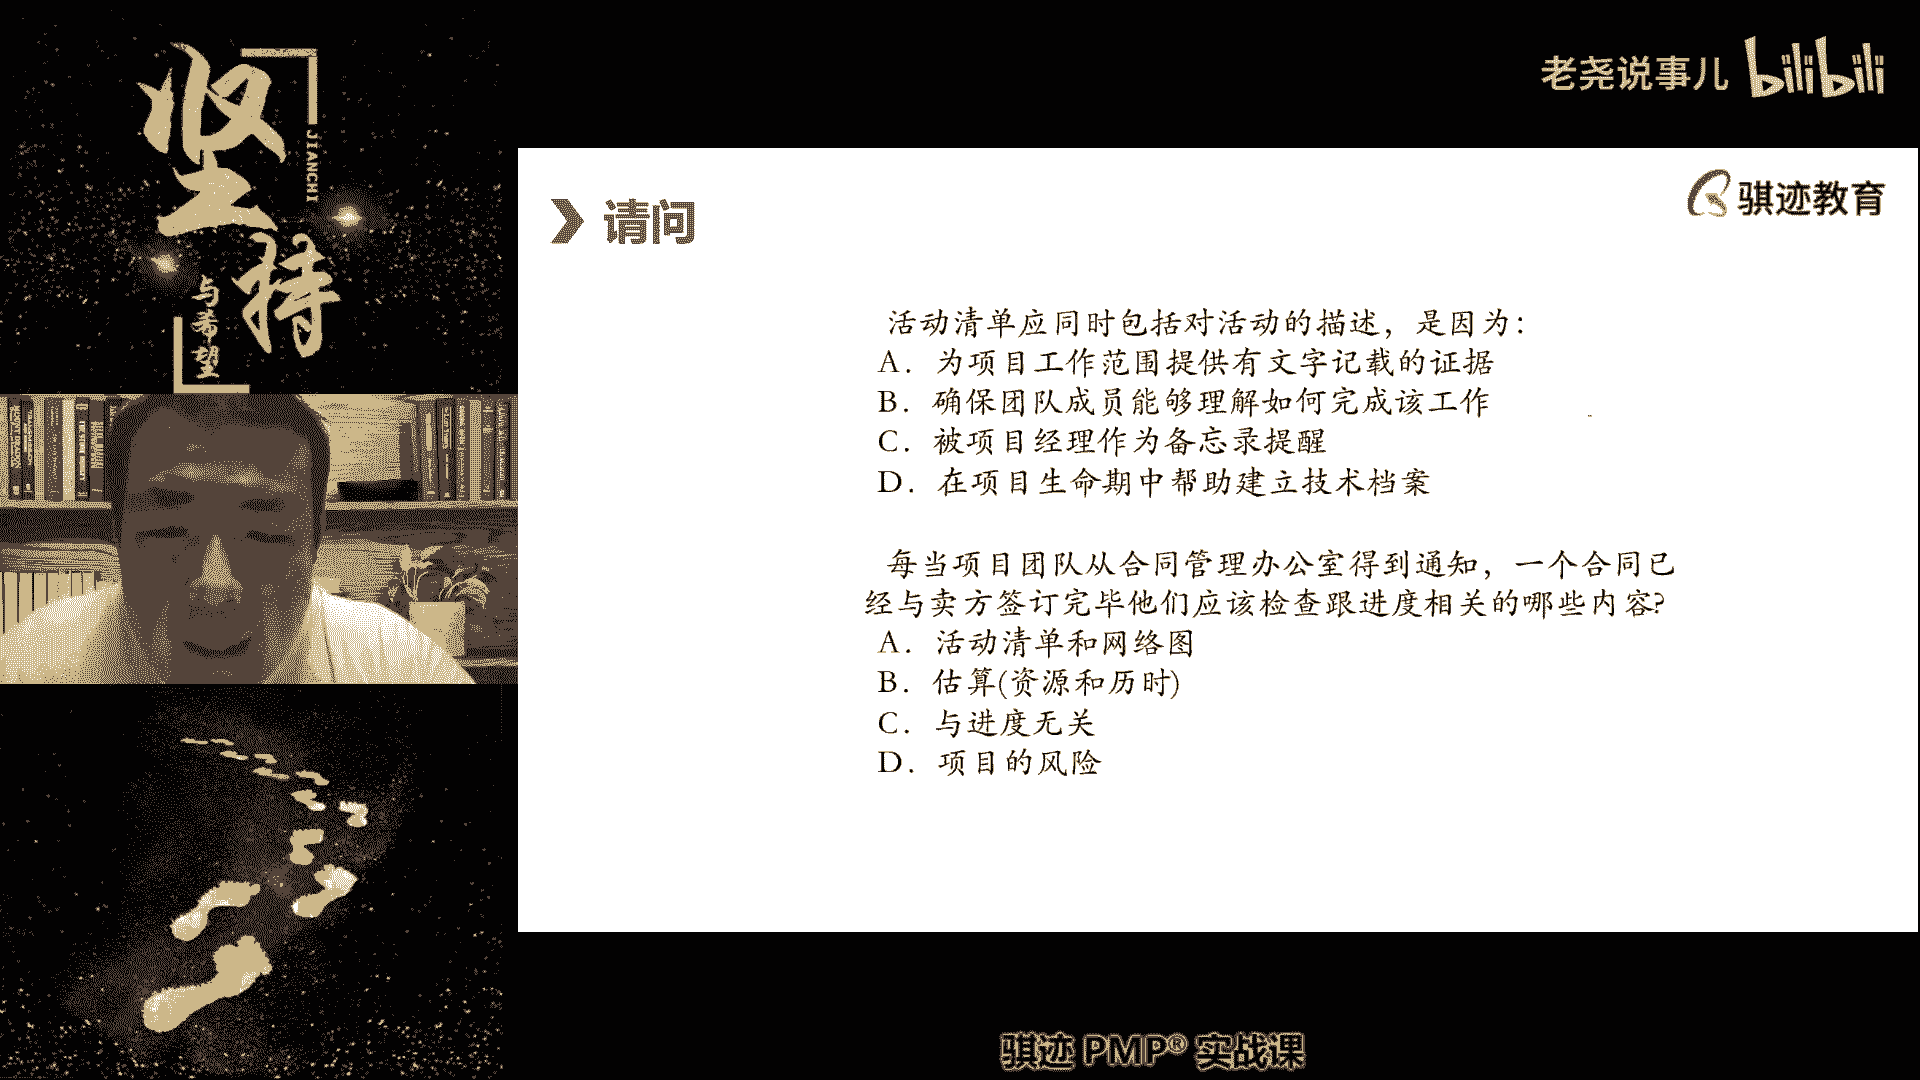 坚持
JIANCHI
与希望
老尧说事儿 bilibili
骐迹教育
请问
活动清单应同时包括对活动的描述，是因为：
A. 为项目工作范围提供有文字记载的证据
B. 确保团队成员能够理解如何完成该工作
C. 被项目经理作为备忘录提醒
D. 在项目生命期中帮助建立技术档案
每当项目团队从合同管理办公室得到通知，一个合同已
经与卖方签订完毕他们应该检查跟进度相关的哪些内容?
A. 活动清单和网络图
B. 估算(资源和历时)
C. 与进度无关
D. 项目的风险
骐迹 PMP® 实战课